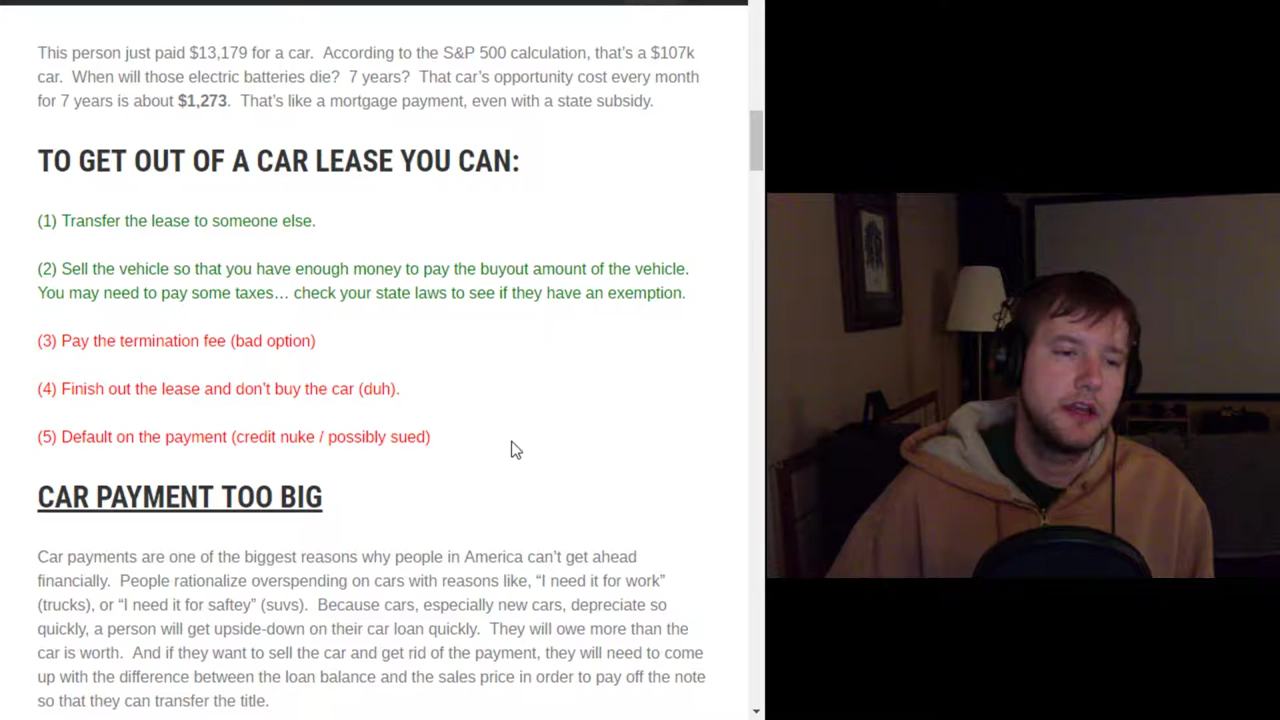 This person just paid $13,179 for a car.  According to the S&P 500 calculation, that’s a $107k
car.  When will those electric batteries die?  7 years?  That car’s opportunity cost every month
for 7 years is about $1,273.  That’s like a mortgage payment, even with a state subsidy.
TO GET OUT OF A CAR LEASE YOU CAN:
(1) Transfer the lease to someone else.
(2) Sell the vehicle so that you have enough money to pay the buyout amount of the vehicle.
You may need to pay some taxes… check your state laws to see if they have an exemption.
(3) Pay the termination fee (bad option)
(4) Finish out the lease and don’t buy the car (duh).
(5) Default on the payment (credit nuke / possibly sued)
CAR PAYMENT TOO BIG
Car payments are one of the biggest reasons why people in America can’t get ahead
financially.  People rationalize overspending on cars with reasons like, “I need it for work”
(trucks), or “I need it for saftey” (suvs).  Because cars, especially new cars, depreciate so
quickly, a person will get upside-down on their car loan quickly.  They will owe more than the
car is worth.  And if they want to sell the car and get rid of the payment, they will need to come
up with the difference between the loan balance and the sales price in order to pay off the note
so that they can transfer the title.